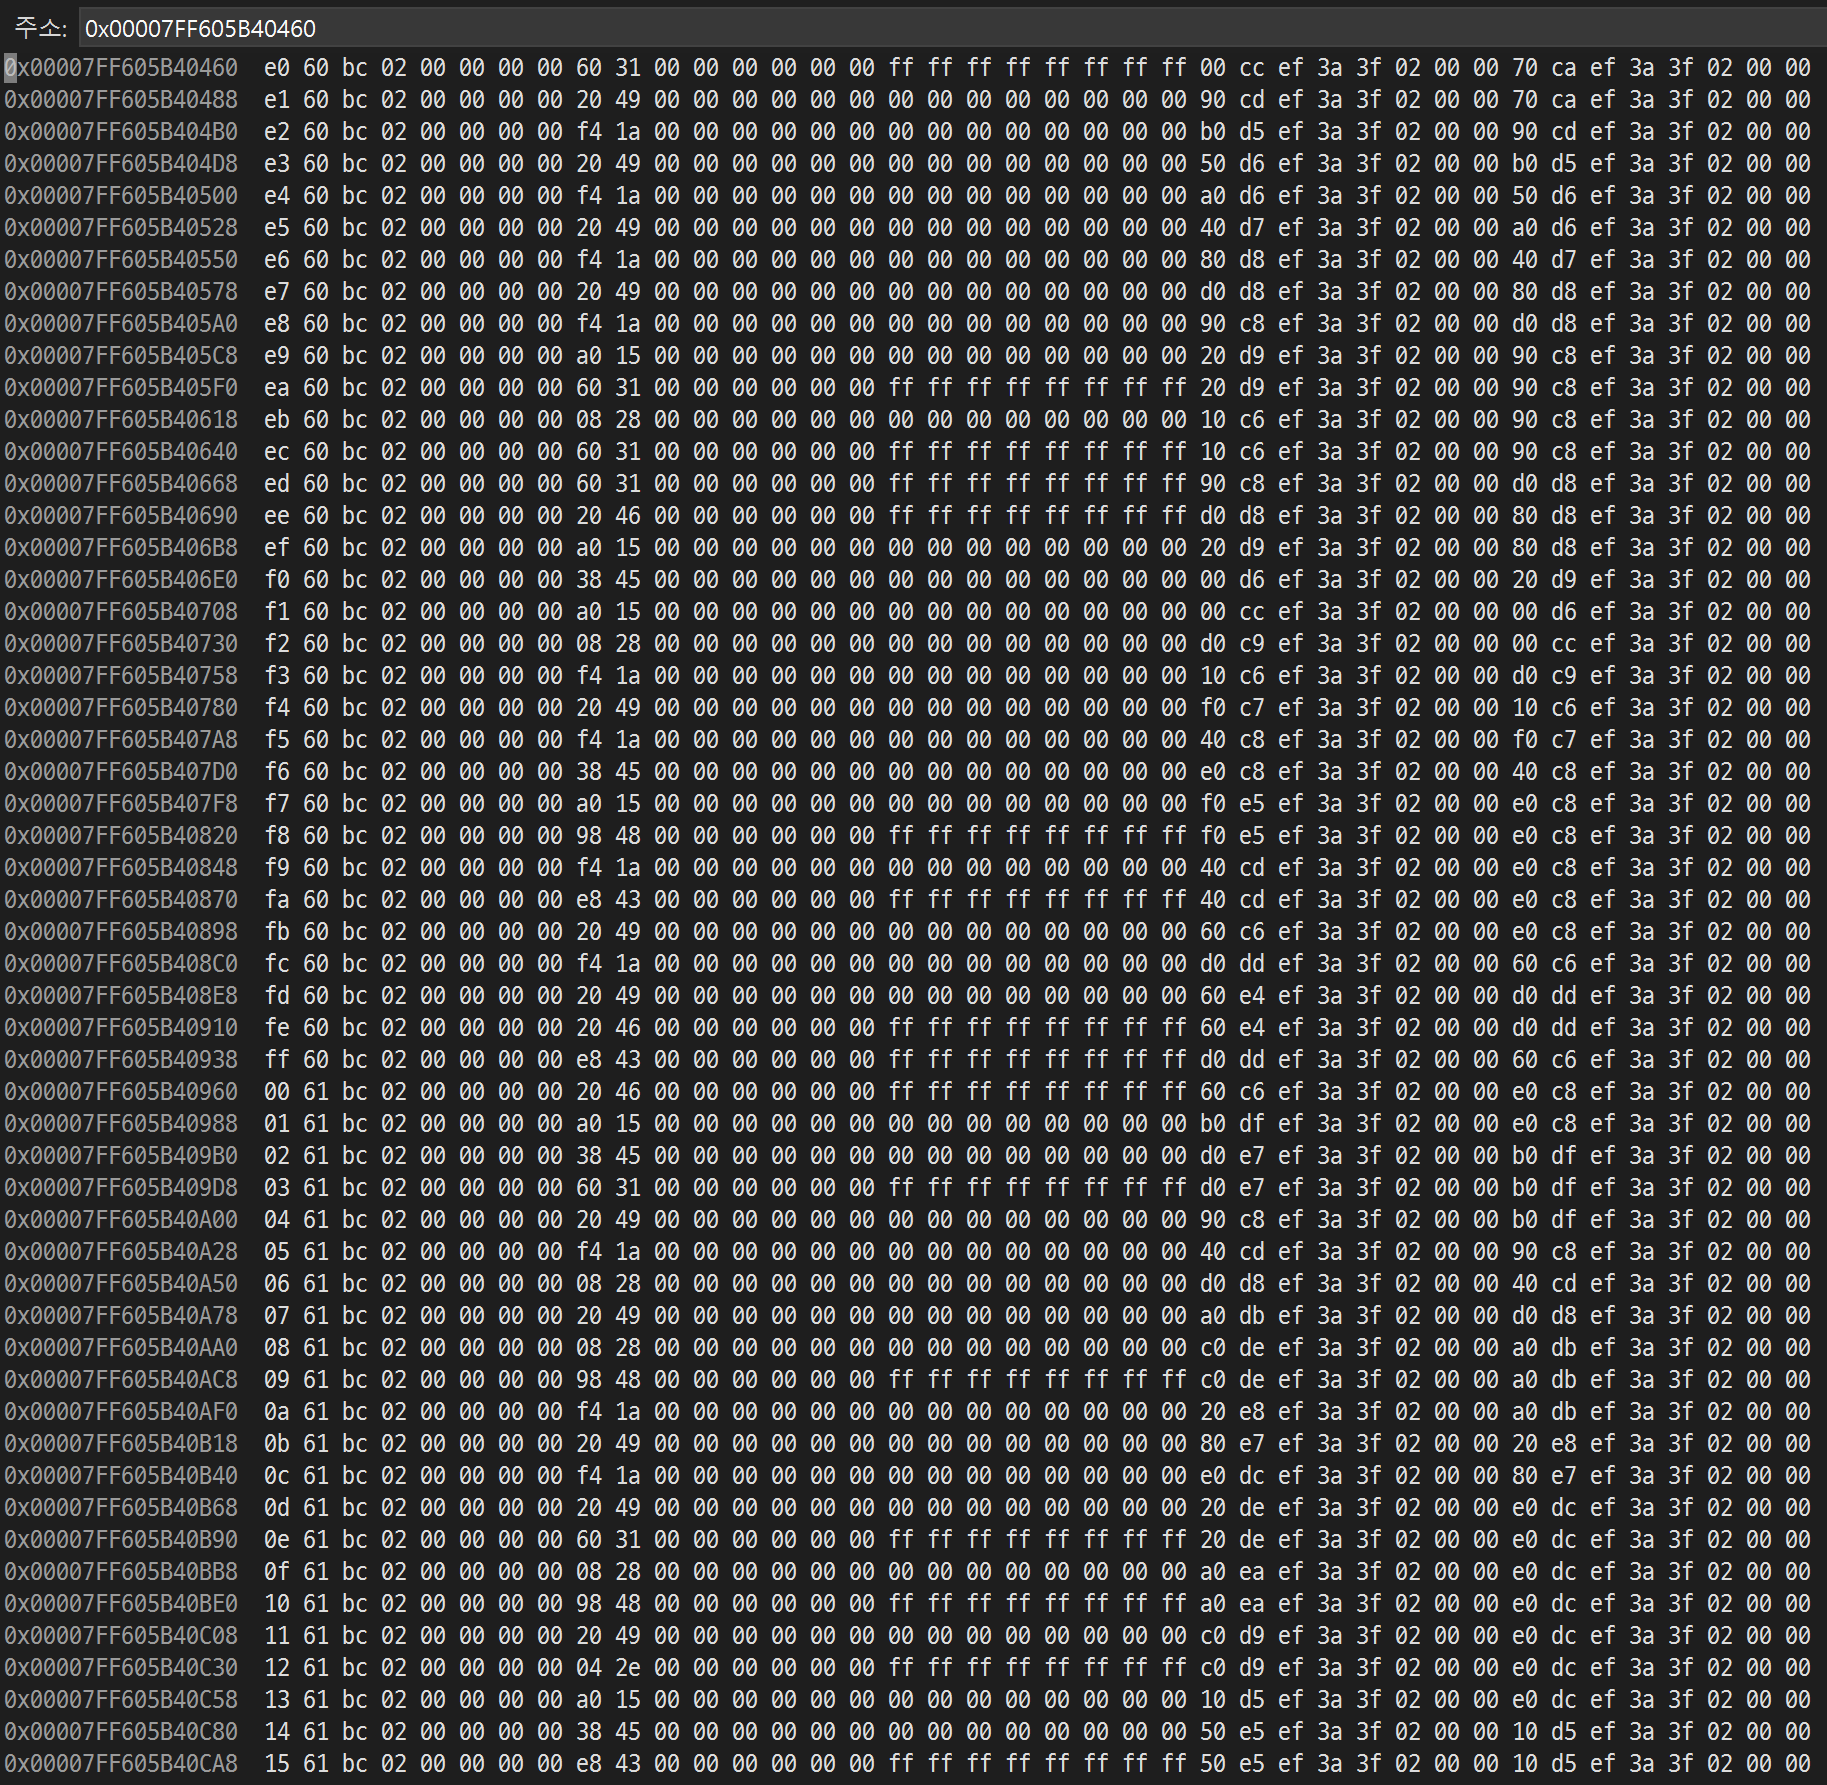 주소: 0x00007FF605B40460
0x00007FF605B40460 e0 60 bc 02 00 00 00 00 60 31 00 00 00 00 00 00 ff ff ff ff ff ff ff ff 00 cc ef 3a 3f 02 00 00 70 ca ef 3a 3f 02 00 00
0x00007FF605B40488 e1 60 bc 02 00 00 00 00 20 49 00 00 00 00 00 00 00 00 00 00 00 00 00 00 90 cd ef 3a 3f 02 00 00 70 ca ef 3a 3f 02 00 00
0x00007FF605B404B0 e2 60 bc 02 00 00 00 00 f4 1a 00 00 00 00 00 00 00 00 00 00 00 00 00 00 b0 d5 ef 3a 3f 02 00 00 90 cd ef 3a 3f 02 00 00
0x00007FF605B404D8 e3 60 bc 02 00 00 00 00 20 49 00 00 00 00 00 00 00 00 00 00 00 00 00 00 50 d6 ef 3a 3f 02 00 00 b0 d5 ef 3a 3f 02 00 00
0x00007FF605B40500 e4 60 bc 02 00 00 00 00 f4 1a 00 00 00 00 00 00 00 00 00 00 00 00 00 00 a0 d6 ef 3a 3f 02 00 00 50 d6 ef 3a 3f 02 00 00
0x00007FF605B40528 e5 60 bc 02 00 00 00 00 20 49 00 00 00 00 00 00 00 00 00 00 00 00 00 00 40 d7 ef 3a 3f 02 00 00 a0 d6 ef 3a 3f 02 00 00
0x00007FF605B40550 e6 60 bc 02 00 00 00 00 f4 1a 00 00 00 00 00 00 00 00 00 00 00 00 00 00 80 d8 ef 3a 3f 02 00 00 40 d7 ef 3a 3f 02 00 00
0x00007FF605B40578 e7 60 bc 02 00 00 00 00 20 49 00 00 00 00 00 00 00 00 00 00 00 00 00 00 d0 d8 ef 3a 3f 02 00 00 80 d8 ef 3a 3f 02 00 00
0x00007FF605B405A0 e8 60 bc 02 00 00 00 00 f4 1a 00 00 00 00 00 00 00 00 00 00 00 00 00 00 90 c8 ef 3a 3f 02 00 00 d0 d8 ef 3a 3f 02 00 00
0x00007FF605B405C8 e9 60 bc 02 00 00 00 00 a0 15 00 00 00 00 00 00 00 00 00 00 00 00 00 00 20 d9 ef 3a 3f 02 00 00 90 c8 ef 3a 3f 02 00 00
0x00007FF605B405F0 ea 60 bc 02 00 00 00 00 60 31 00 00 00 00 00 00 ff ff ff ff ff ff ff ff 20 d9 ef 3a 3f 02 00 00 90 c8 ef 3a 3f 02 00 00
0x00007FF605B40618 eb 60 bc 02 00 00 00 00 08 28 00 00 00 00 00 00 00 00 00 00 00 00 00 00 10 c6 ef 3a 3f 02 00 00 90 c8 ef 3a 3f 02 00 00
0x00007FF605B40640 ec 60 bc 02 00 00 00 00 60 31 00 00 00 00 00 00 ff ff ff ff ff ff ff ff 10 c6 ef 3a 3f 02 00 00 90 c8 ef 3a 3f 02 00 00
0x00007FF605B40668 ed 60 bc 02 00 00 00 00 60 31 00 00 00 00 00 00 ff ff ff ff ff ff ff ff 90 c8 ef 3a 3f 02 00 00 d0 d8 ef 3a 3f 02 00 00
0x00007FF605B40690 ee 60 bc 02 00 00 00 00 20 46 00 00 00 00 00 00 ff ff ff ff ff ff ff ff d0 d8 ef 3a 3f 02 00 00 80 d8 ef 3a 3f 02 00 00
0x00007FF605B406B8 ef 60 bc 02 00 00 00 00 a0 15 00 00 00 00 00 00 00 00 00 00 00 00 00 00 20 d9 ef 3a 3f 02 00 00 80 d8 ef 3a 3f 02 00 00
0x00007FF605B406E0 f0 60 bc 02 00 00 00 00 38 45 00 00 00 00 00 00 00 00 00 00 00 00 00 00 00 d6 ef 3a 3f 02 00 00 20 d9 ef 3a 3f 02 00 00
0x00007FF605B40708 f1 60 bc 02 00 00 00 00 a0 15 00 00 00 00 00 00 00 00 00 00 00 00 00 00 00 cc ef 3a 3f 02 00 00 00 d6 ef 3a 3f 02 00 00
0x00007FF605B40730 f2 60 bc 02 00 00 00 00 08 28 00 00 00 00 00 00 00 00 00 00 00 00 00 00 d0 c9 ef 3a 3f 02 00 00 00 cc ef 3a 3f 02 00 00
0x00007FF605B40758 f3 60 bc 02 00 00 00 00 f4 1a 00 00 00 00 00 00 00 00 00 00 00 00 00 00 10 c6 ef 3a 3f 02 00 00 d0 c9 ef 3a 3f 02 00 00
0x00007FF605B40780 f4 60 bc 02 00 00 00 00 20 49 00 00 00 00 00 00 00 00 00 00 00 00 00 00 f0 c7 ef 3a 3f 02 00 00 10 c6 ef 3a 3f 02 00 00
0x00007FF605B407A8 f5 60 bc 02 00 00 00 00 f4 1a 00 00 00 00 00 00 00 00 00 00 00 00 00 00 40 c8 ef 3a 3f 02 00 00 f0 c7 ef 3a 3f 02 00 00
0x00007FF605B407D0 f6 60 bc 02 00 00 00 00 38 45 00 00 00 00 00 00 00 00 00 00 00 00 00 00 e0 c8 ef 3a 3f 02 00 00 40 c8 ef 3a 3f 02 00 00
0x00007FF605B407F8 f7 60 bc 02 00 00 00 00 a0 15 00 00 00 00 00 00 00 00 00 00 00 00 00 00 f0 e5 ef 3a 3f 02 00 00 e0 c8 ef 3a 3f 02 00 00
0x00007FF605B40820 f8 60 bc 02 00 00 00 00 98 48 00 00 00 00 00 00 ff ff ff ff ff ff ff ff f0 e5 ef 3a 3f 02 00 00 e0 c8 ef 3a 3f 02 00 00
0x00007FF605B40848 f9 60 bc 02 00 00 00 00 f4 1a 00 00 00 00 00 00 00 00 00 00 00 00 00 00 40 cd ef 3a 3f 02 00 00 e0 c8 ef 3a 3f 02 00 00
0x00007FF605B40870 fa 60 bc 02 00 00 00 00 e8 43 00 00 00 00 00 00 ff ff ff ff ff ff ff ff 40 cd ef 3a 3f 02 00 00 e0 c8 ef 3a 3f 02 00 00
0x00007FF605B40898 fb 60 bc 02 00 00 00 00 20 49 00 00 00 00 00 00 00 00 00 00 00 00 00 00 60 c6 ef 3a 3f 02 00 00 e0 c8 ef 3a 3f 02 00 00
0x00007FF605B408C0 fc 60 bc 02 00 00 00 00 f4 1a 00 00 00 00 00 00 00 00 00 00 00 00 00 00 d0 dd ef 3a 3f 02 00 00 60 c6 ef 3a 3f 02 00 00
0x00007FF605B408E8 fd 60 bc 02 00 00 00 00 20 49 00 00 00 00 00 00 00 00 00 00 00 00 00 00 60 e4 ef 3a 3f 02 00 00 d0 dd ef 3a 3f 02 00 00
0x00007FF605B40910 fe 60 bc 02 00 00 00 00 20 46 00 00 00 00 00 00 ff ff ff ff ff ff ff ff 60 e4 ef 3a 3f 02 00 00 d0 dd ef 3a 3f 02 00 00
0x00007FF605B40938 ff 60 bc 02 00 00 00 00 e8 43 00 00 00 00 00 00 ff ff ff ff ff ff ff ff d0 dd ef 3a 3f 02 00 00 60 c6 ef 3a 3f 02 00 00
0x00007FF605B40960 00 61 bc 02 00 00 00 00 20 46 00 00 00 00 00 00 ff ff ff ff ff ff ff ff 60 c6 ef 3a 3f 02 00 00 e0 c8 ef 3a 3f 02 00 00
0x00007FF605B40988 01 61 bc 02 00 00 00 00 a0 15 00 00 00 00 00 00 00 00 00 00 00 00 00 00 b0 df ef 3a 3f 02 00 00 e0 c8 ef 3a 3f 02 00 00
0x00007FF605B409B0 02 61 bc 02 00 00 00 00 38 45 00 00 00 00 00 00 00 00 00 00 00 00 00 00 d0 e7 ef 3a 3f 02 00 00 b0 df ef 3a 3f 02 00 00
0x00007FF605B409D8 03 61 bc 02 00 00 00 00 60 31 00 00 00 00 00 00 ff ff ff ff ff ff ff ff d0 e7 ef 3a 3f 02 00 00 b0 df ef 3a 3f 02 00 00
0x00007FF605B40A00 04 61 bc 02 00 00 00 00 20 49 00 00 00 00 00 00 00 00 00 00 00 00 00 00 90 c8 ef 3a 3f 02 00 00 b0 df ef 3a 3f 02 00 00
0x00007FF605B40A28 05 61 bc 02 00 00 00 00 f4 1a 00 00 00 00 00 00 00 00 00 00 00 00 00 00 40 cd ef 3a 3f 02 00 00 90 c8 ef 3a 3f 02 00 00
0x00007FF605B40A50 06 61 bc 02 00 00 00 00 08 28 00 00 00 00 00 00 00 00 00 00 00 00 00 00 d0 d8 ef 3a 3f 02 00 00 40 cd ef 3a 3f 02 00 00
0x00007FF605B40A78 07 61 bc 02 00 00 00 00 20 49 00 00 00 00 00 00 00 00 00 00 00 00 00 00 a0 db ef 3a 3f 02 00 00 d0 d8 ef 3a 3f 02 00 00
0x00007FF605B40AA0 08 61 bc 02 00 00 00 00 08 28 00 00 00 00 00 00 00 00 00 00 00 00 00 00 c0 de ef 3a 3f 02 00 00 a0 db ef 3a 3f 02 00 00
0x00007FF605B40AC8 09 61 bc 02 00 00 00 00 98 48 00 00 00 00 00 00 ff ff ff ff ff ff ff ff c0 de ef 3a 3f 02 00 00 a0 db ef 3a 3f 02 00 00
0x00007FF605B40AF0 0a 61 bc 02 00 00 00 00 f4 1a 00 00 00 00 00 00 00 00 00 00 00 00 00 00 20 e8 ef 3a 3f 02 00 00 a0 db ef 3a 3f 02 00 00
0x00007FF605B40B18 0b 61 bc 02 00 00 00 00 20 49 00 00 00 00 00 00 00 00 00 00 00 00 00 00 80 e7 ef 3a 3f 02 00 00 20 e8 ef 3a 3f 02 00 00
0x00007FF605B40B40 0c 61 bc 02 00 00 00 00 f4 1a 00 00 00 00 00 00 00 00 00 00 00 00 00 00 e0 dc ef 3a 3f 02 00 00 80 e7 ef 3a 3f 02 00 00
0x00007FF605B40B68 0d 61 bc 02 00 00 00 00 20 49 00 00 00 00 00 00 00 00 00 00 00 00 00 00 20 de ef 3a 3f 02 00 00 e0 dc ef 3a 3f 02 00 00
0x00007FF605B40B90 0e 61 bc 02 00 00 00 00 60 31 00 00 00 00 00 00 ff ff ff ff ff ff ff ff 20 de ef 3a 3f 02 00 00 e0 dc ef 3a 3f 02 00 00
0x00007FF605B40BB8 0f 61 bc 02 00 00 00 00 08 28 00 00 00 00 00 00 00 00 00 00 00 00 00 00 a0 ea ef 3a 3f 02 00 00 e0 dc ef 3a 3f 02 00 00
0x00007FF605B40BE0 10 61 bc 02 00 00 00 00 98 48 00 00 00 00 00 00 ff ff ff ff ff ff ff ff a0 ea ef 3a 3f 02 00 00 e0 dc ef 3a 3f 02 00 00
0x00007FF605B40C08 11 61 bc 02 00 00 00 00 20 49 00 00 00 00 00 00 00 00 00 00 00 00 00 00 c0 d9 ef 3a 3f 02 00 00 e0 dc ef 3a 3f 02 00 00
0x00007FF605B40C30 12 61 bc 02 00 00 00 00 04 2e 00 00 00 00 00 00 ff ff ff ff ff ff ff ff c0 d9 ef 3a 3f 02 00 00 e0 dc ef 3a 3f 02 00 00
0x00007FF605B40C58 13 61 bc 02 00 00 00 00 a0 15 00 00 00 00 00 00 00 00 00 00 00 00 00 00 10 d5 ef 3a 3f 02 00 00 e0 dc ef 3a 3f 02 00 00
0x00007FF605B40C80 14 61 bc 02 00 00 00 00 38 45 00 00 00 00 00 00 00 00 00 00 00 00 00 00 50 e5 ef 3a 3f 02 00 00 10 d5 ef 3a 3f 02 00 00
0x00007FF605B40CA8 15 61 bc 02 00 00 00 00 e8 43 00 00 00 00 00 00 ff ff ff ff ff ff ff ff 50 e5 ef 3a 3f 02 00 00 10 d5 ef 3a 3f 02 00 00